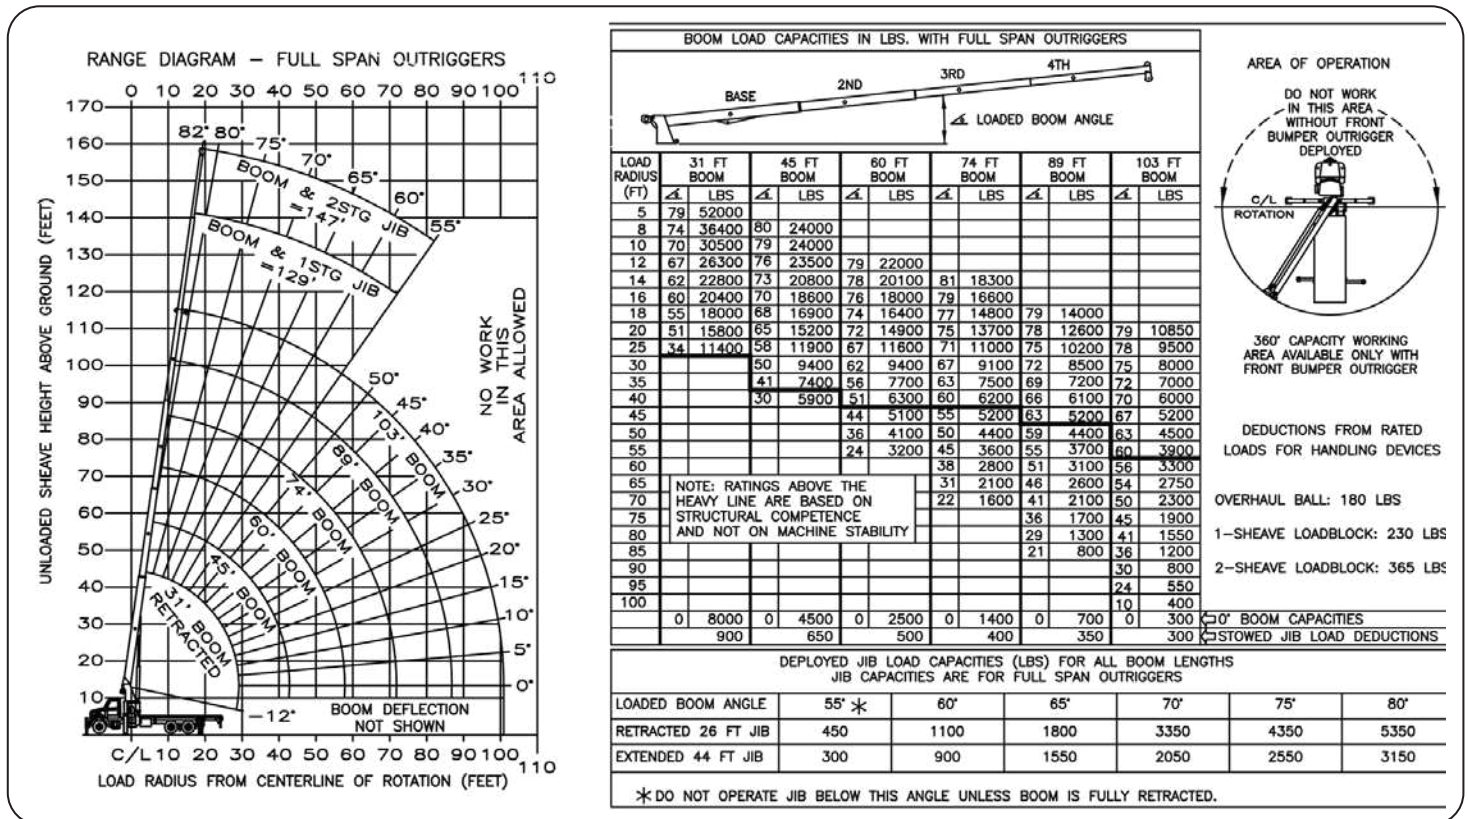 RANGE DIAGRAM – FULL SPAN OUTRIGGERS
0 10 20 30 40 50 60 70 80 90 100 110
170
160
150
140
130
120
110
100
90
80
70
60
50
40
30
20
10
UNLOADED SHEAVE HEIGHT ABOVE GROUND (FEET)
82° 80° 75° 70° 65° 60° 55°
BOOM & 2STG JIB
=147'
BOOM & 1STG JIB
=129'
NO WORK
IN THIS
AREA ALLOWED
50°
45°
40°
35°
30°
25°
20°
15°
10°
5°
0°
-12°
103' BOOM
89' BOOM
74' BOOM
60' BOOM
45' BOOM
31' BOOM
RETRACTED
BOOM DEFLECTION
NOT SHOWN
C/L 10 20 30 40 50 60 70 80 90 100 110
LOAD RADIUS FROM CENTERLINE OF ROTATION (FEET)
BOOM LOAD CAPACITIES IN LBS. WITH FULL SPAN OUTRIGGERS
BASE 2ND 3RD 4TH
∡ LOADED BOOM ANGLE
LOAD RADIUS (FT) 31 FT BOOM 45 FT BOOM 60 FT BOOM 74 FT BOOM 89 FT BOOM 103 FT BOOM
∡ LBS ∡ LBS ∡ LBS ∡ LBS ∡ LBS ∡ LBS
5 79 52000
8 74 36400 80 24000
10 70 30500 79 24000
12 67 26300 76 23500 79 22000
14 62 22800 73 20800 78 20100 81 18300
16 60 20400 70 18600 76 18000 79 16600
18 55 18000 68 16900 74 16400 77 14800 79 14000
20 51 15800 65 15200 72 14900 75 13700 78 12600 79 10850
25 34 11400 58 11900 67 11600 71 11000 75 10200 78 9500
30 50 9400 62 9400 67 9100 72 8500 75 8000
35 41 7400 56 7700 63 7500 69 7200 72 7000
40 30 5900 51 6300 60 6200 66 6100 70 6000
45 44 5100 55 5200 63 5200 67 5200
50 36 4100 50 4400 59 4400 63 4500
55 24 3200 45 3600 55 3700 60 3900
60 38 2800 51 3100 56 3300
65 31 2100 46 2600 54 2750
70 22 1600 41 2100 50 2300
75 36 1700 45 1900
80 29 1300 41 1550
85 21 800 36 1200
90 30 800
95 24 550
100 10 400
0 8000 0 4500 0 2500 0 1400 0 700 0 300 0° BOOM CAPACITIES
900 650 500 400 350 300 STOWED JIB LOAD DEDUCTIONS
NOTE: RATINGS ABOVE THE
HEAVY LINE ARE BASED ON
STRUCTURAL COMPETENCE
AND NOT ON MACHINE STABILITY
DEPLOYED JIB LOAD CAPACITIES (LBS) FOR ALL BOOM LENGTHS
JIB CAPACITIES ARE FOR FULL SPAN OUTRIGGERS
LOADED BOOM ANGLE 55° * 60° 65° 70° 75° 80°
RETRACTED 26 FT JIB 450 1100 1800 3350 4350 5350
EXTENDED 44 FT JIB 300 900 1550 2050 2550 3150
* DO NOT OPERATE JIB BELOW THIS ANGLE UNLESS BOOM IS FULLY RETRACTED.
AREA OF OPERATION
DO NOT WORK
IN THIS AREA
WITHOUT FRONT
BUMPER OUTRIGGER
DEPLOYED
C/L
ROTATION
360° CAPACITY WORKING
AREA AVAILABLE ONLY WITH
FRONT BUMPER OUTRIGGER
DEDUCTIONS FROM RATED
LOADS FOR HANDLING DEVICES
OVERHAUL BALL: 180 LBS
1-SHEAVE LOADBLOCK: 230 LBS
2-SHEAVE LOADBLOCK: 365 LBS